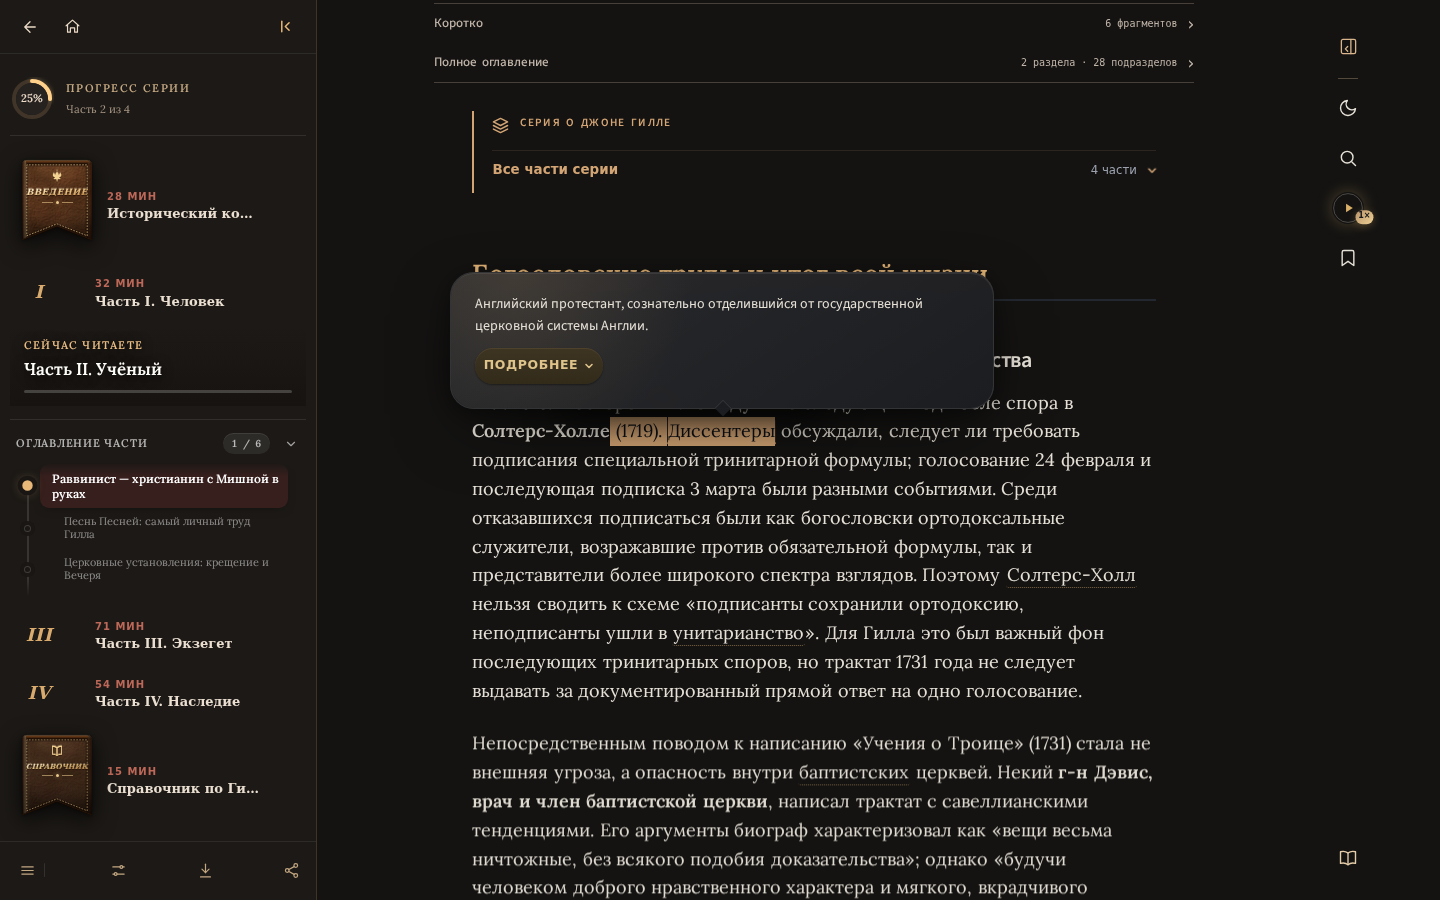 25%
ПРОГРЕСС СЕРИИ
Часть 2 из 4
ВВЕДЕНИЕ
28 МИН
Исторический ко...
I
32 МИН
Часть I. Человек
СЕЙЧАС ЧИТАЕТЕ
Часть II. Учёный
ОГЛАВЛЕНИЕ ЧАСТИ
1 / 6
Раввинист — христианин с Мишной в
руках
Песнь Песней: самый личный труд
Гилла
Церковные установления: крещение и
Вечеря
III
71 МИН
Часть III. Экзегет
IV
54 МИН
Часть IV. Наследие
СПРАВОЧНИК
15 МИН
Справочник по Ги...
Коротко
6 фрагментов
Полное оглавление
2 раздела · 28 подразделов
СЕРИЯ О ДЖОНЕ ГИЛЛЕ
Все части серии
4 части
Богословские труды и итог всей жизни
Английский протестант, сознательно отделившийся от государственной
церковной системы Англии.
ПОДРОБНЕЕ
ства
ле спора в
Солтерс-Холле (1719). Диссентеры обсуждали, следует ли требовать
подписания специальной тринитарной формулы; голосование 24 февраля и
последующая подписка 3 марта были разными событиями. Среди
отказавшихся подписаться были как богословски ортодоксальные
служители, возражавшие против обязательной формулы, так и
представители более широкого спектра взглядов. Поэтому Солтерс-Холл
нельзя сводить к схеме «подписанты сохранили ортодоксию,
неподписанты ушли в унитарианство». Для Гилла это был важный фон
последующих тринитарных споров, но трактат 1731 года не следует
выдавать за документированный прямой ответ на одно голосование.
Непосредственным поводом к написанию «Учения о Троице» (1731) стала не
внешняя угроза, а опасность внутри баптистских церквей. Некий г-н Дэвис,
врач и член баптистской церкви, написал трактат с савеллианскими
тенденциями. Его аргументы биограф характеризовал как «вещи весьма
ничтожные, без всякого подобия доказательства»; однако «будучи
человеком доброго нравственного характера и мягкого, вкрадчивого
1×